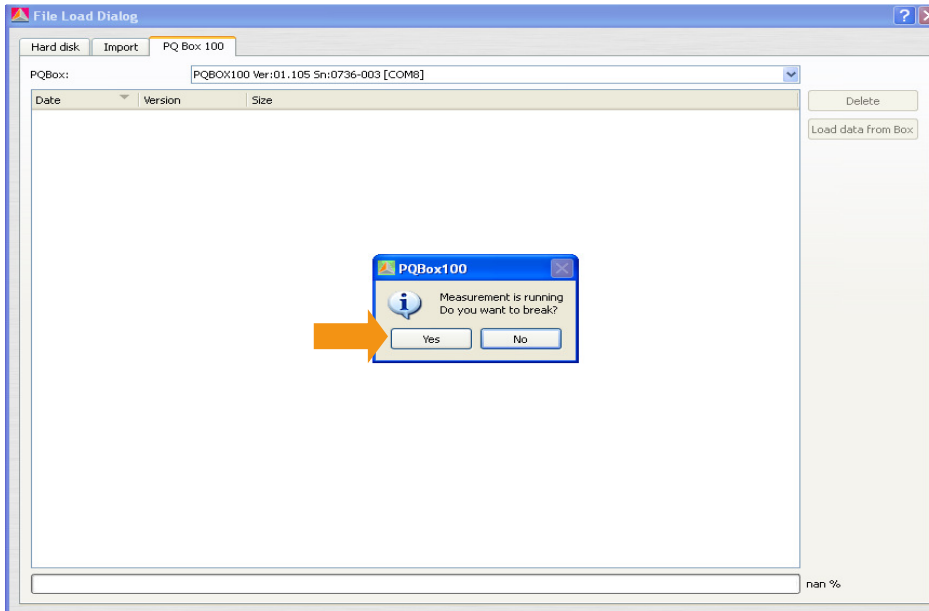 File Load Dialog
Hard disk Import PQ Box 100
PQBox: PQBOX100 Ver:01.105 Sn:0736-003 [COM8]
Date Version Size
Delete
Load data from Box
PQBox100
Measurement is running
Do you want to break?
Yes No
nan %